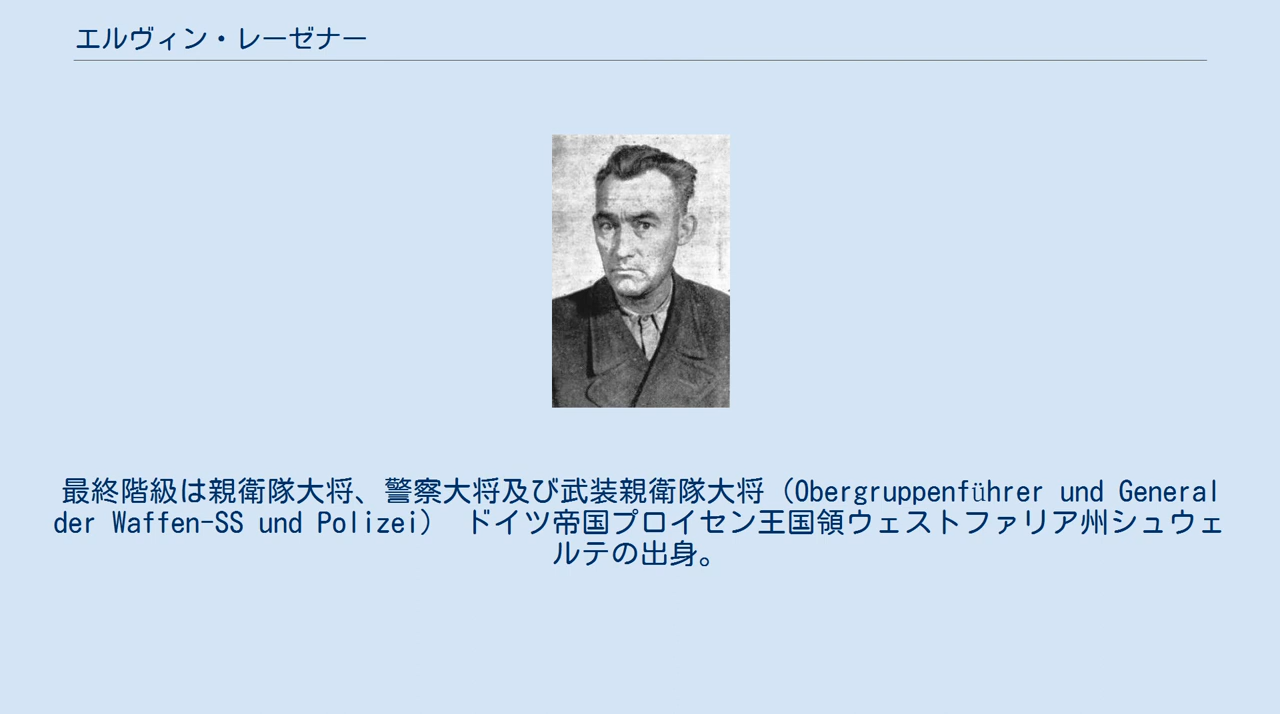 エルヴィン・レーゼナー
最終階級は親衛隊大将、警察大将及び武装親衛隊大将（Obergruppenführer und General
der Waffen-SS und Polizei）　ドイツ帝国プロイセン王国領ウェストファリア州シュウェ
ルテの出身。